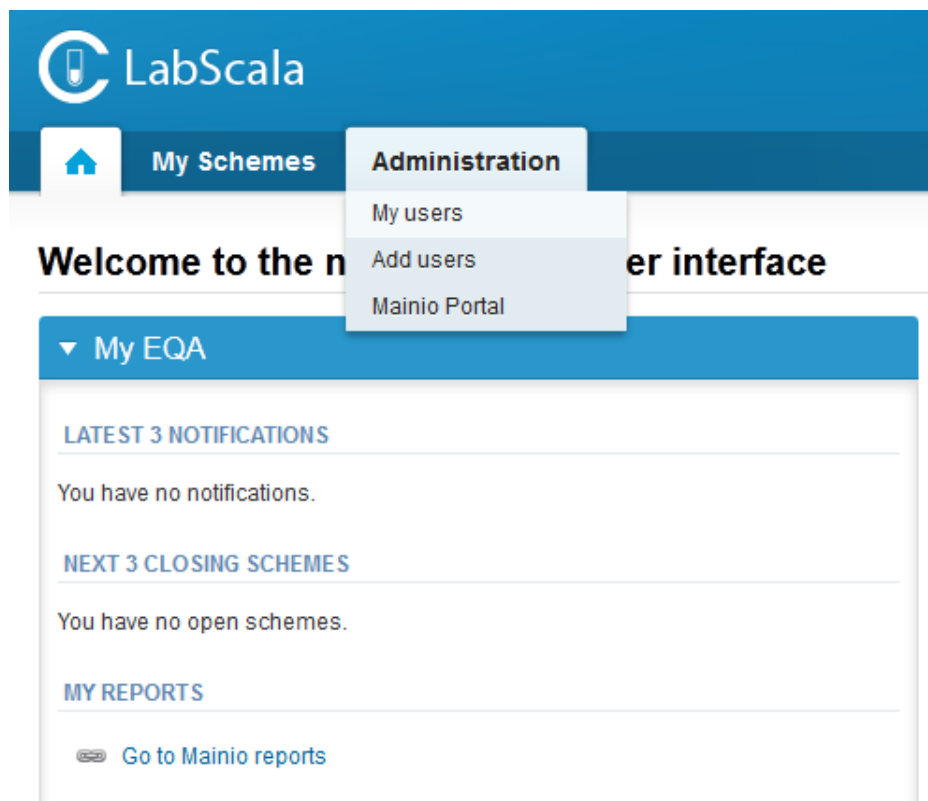 LabScala
My Schemes Administration
My users
Add users
Mainio Portal
Welcome to the n er interface
My EQA
LATEST 3 NOTIFICATIONS
You have no notifications.
NEXT 3 CLOSING SCHEMES
You have no open schemes.
MY REPORTS
Go to Mainio reports